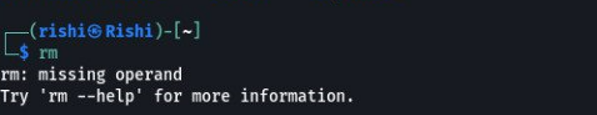 ┌──(rishi㉿Rishi)-[~]
└─$ rm
rm: missing operand
Try 'rm --help' for more information.